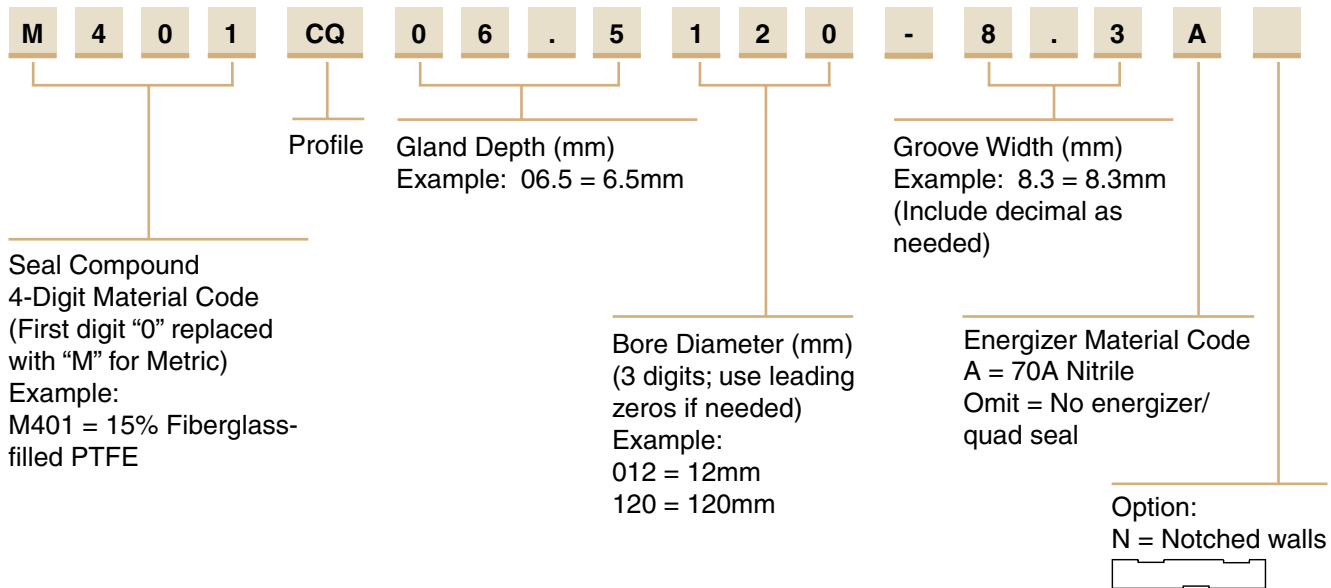 M 4 0 1 CQ 0 6 . 5 1 2 0 - 8 . 3 A
Profile
Gland Depth (mm)
Example: 06.5 = 6.5mm
Groove Width (mm)
Example: 8.3 = 8.3mm
(Include decimal as
needed)
Seal Compound
4-Digit Material Code
(First digit “0” replaced
with “M” for Metric)
Example:
M401 = 15% Fiberglass-
filled PTFE
Bore Diameter (mm)
(3 digits; use leading
zeros if needed)
Example:
012 = 12mm
120 = 120mm
Energizer Material Code
A = 70A Nitrile
Omit = No energizer/
quad seal
Option:
N = Notched walls